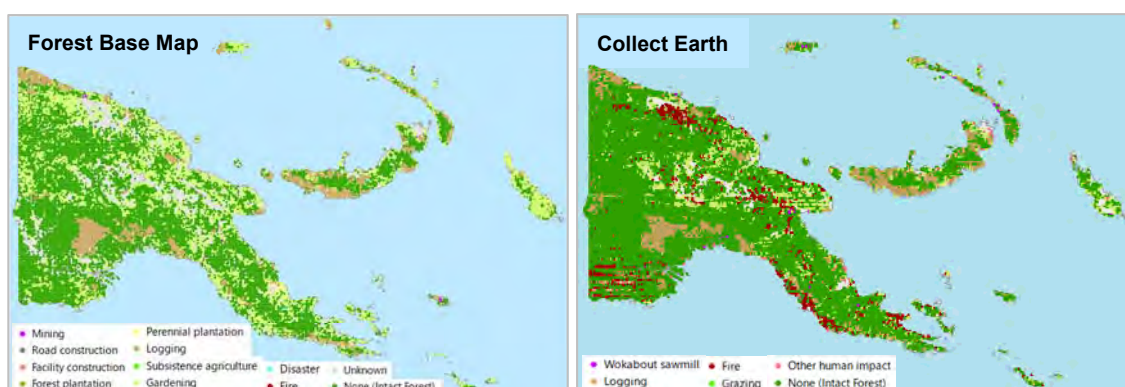 Forest Base Map
Mining
Road construction
Facility construction
Forest plantation
Perennial plantation
Logging
Subsistence agriculture
Gardening
Disaster
Fire
Unknown
None (Intact Forest)
Collect Earth
Wokabout sawmill
Logging
Fire
Grazing
Other human impact
None (Intact Forest)